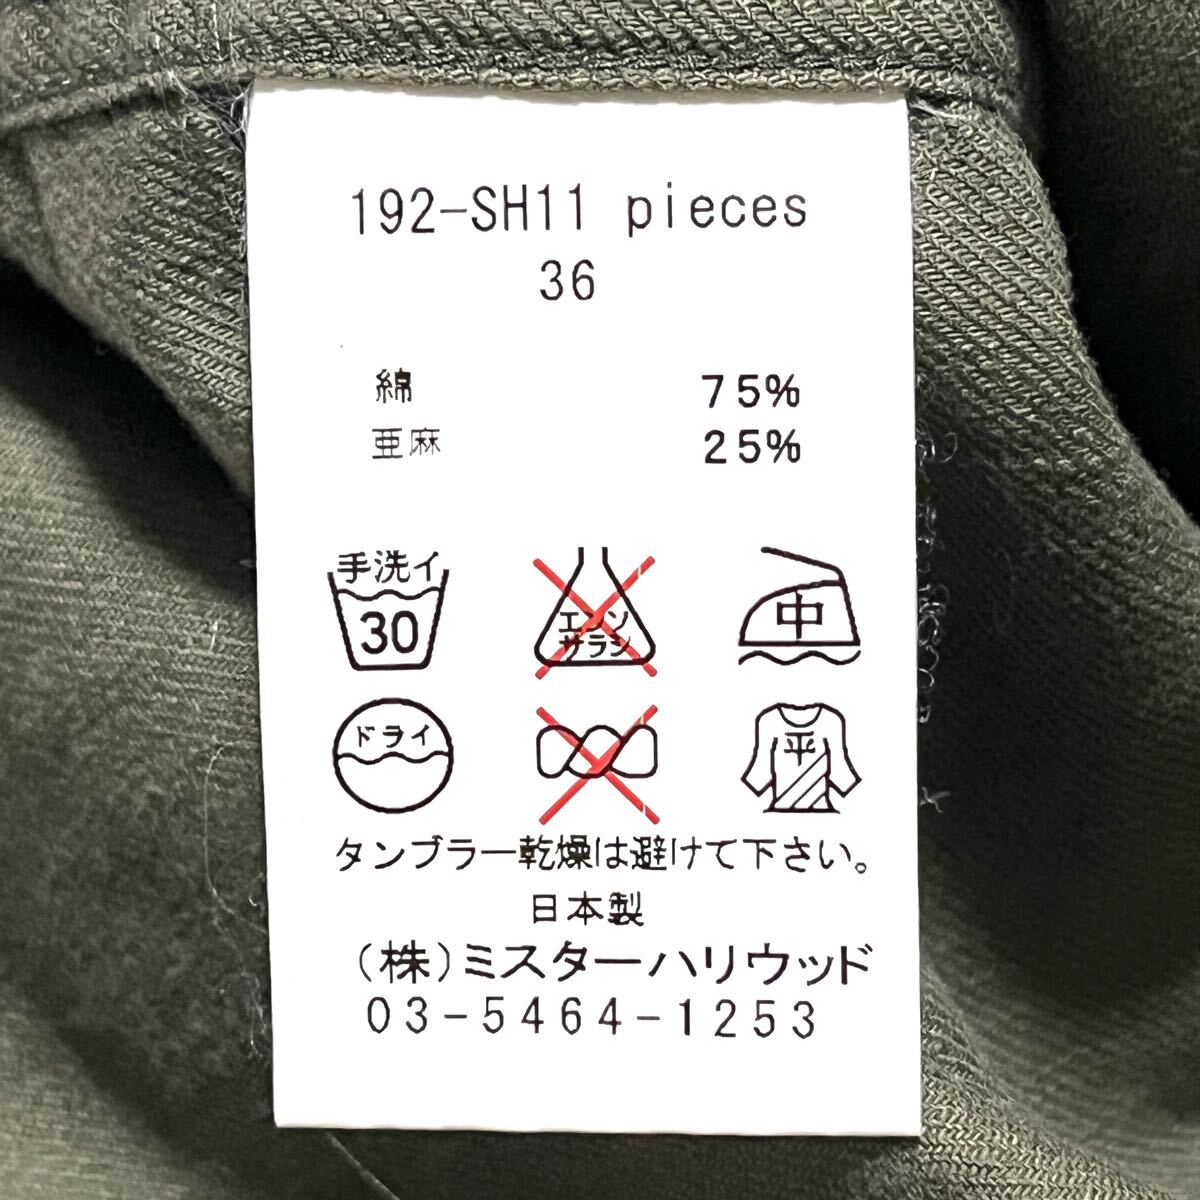 192-SH11 pieces
36
綿 75%
亜麻 25%
手洗イ
30
エンソ
サラシ
中
ドライ
平
タンブラー乾燥は避けて下さい。
日本製
(株)ミスターハリウッド
03-5464-1253